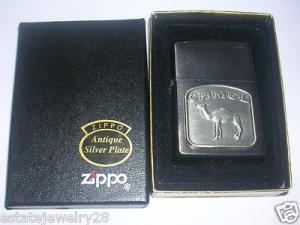 CAMEL
ZIPPO
Antique
Silver Plate
zippo
estatejewelry28